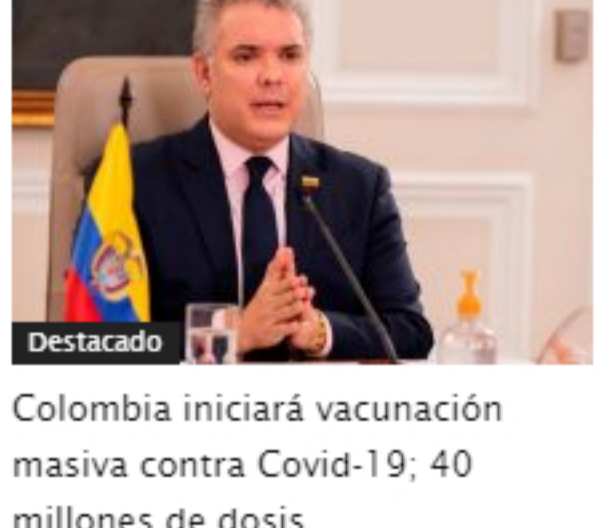 Destacado
Colombia iniciará vacunación
masiva contra Covid-19; 40
millones de dosis